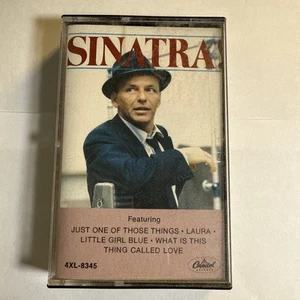 SINATRA
Featuring
JUST ONE OF THOSE THINGS • LAURA •
LITTLE GIRL BLUE • WHAT IS THIS
THING CALLED LOVE
4XL-8345
Capitol